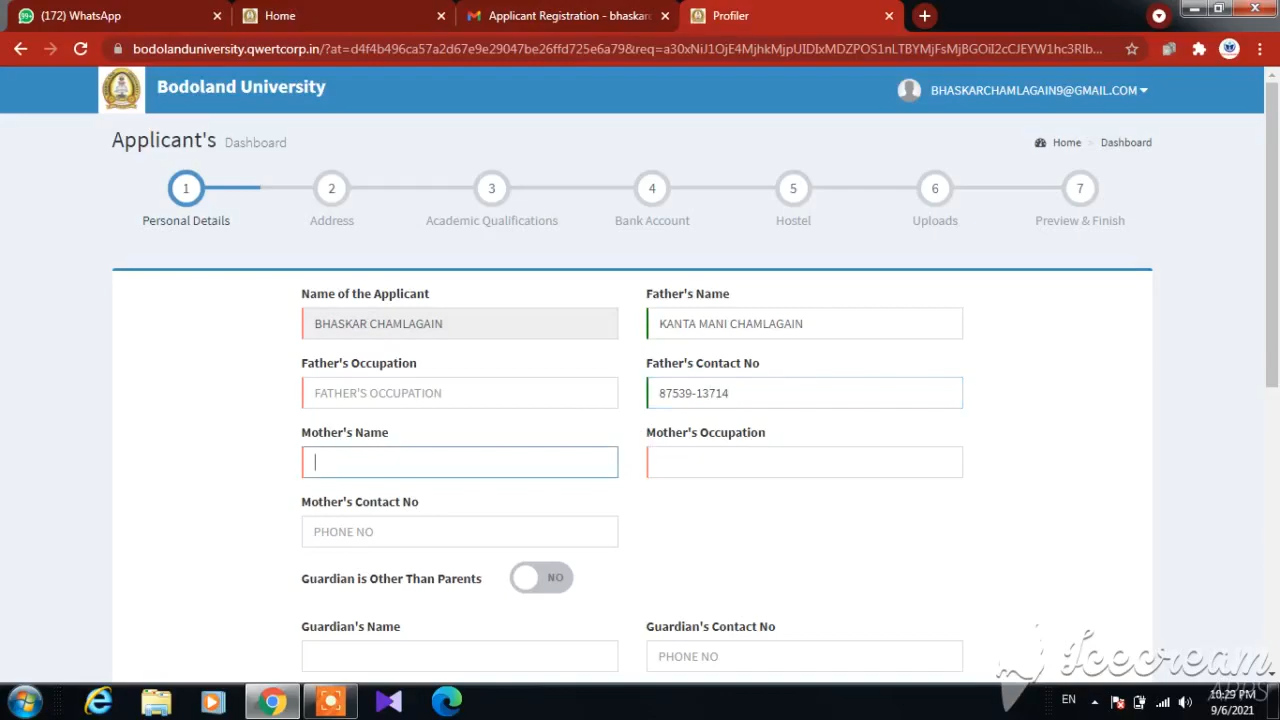 (172) WhatsApp
Home
Applicant Registration - bhaskar
Profiler
bodolanduniversity.qwertcorp.in/?at=d4f4b496ca57a2d67e9e29047be26ffd725e6a79&req=a30xNiJ1OjE4MjhkMjpUIDIxMDZPOS1nLTBYMjFsMjBGOiI2cCJEYW1hc3RIb...
Bodoland University
BHASKARCHAMLAGAIN9@GMAIL.COM
Applicant's Dashboard
Home > Dashboard
1 2 3 4 5 6 7
Personal Details Address Academic Qualifications Bank Account Hostel Uploads Preview & Finish
Name of the Applicant Father's Name
BHASKAR CHAMLAGAIN KANTA MANI CHAMLAGAIN
Father's Occupation Father's Contact No
FATHER'S OCCUPATION 87539-13714
Mother's Name Mother's Occupation
Mother's Contact No
PHONE NO
Guardian is Other Than Parents NO
Guardian's Name Guardian's Contact No
PHONE NO
Icecream
APPS
EN
10:29 PM
9/6/2021